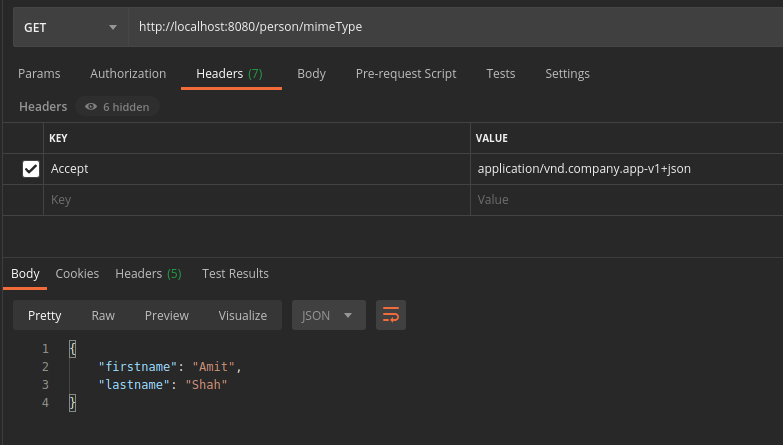 GET http://localhost:8080/person/mimeType
Params Authorization Headers (7) Body Pre-request Script Tests Settings
Headers 6 hidden
KEY VALUE
Accept application/vnd.company.app-v1+json
Key Value
Body Cookies Headers (5) Test Results
Pretty Raw Preview Visualize JSON
1 {
2 "firstname": "Amit",
3 "lastname": "Shah"
4 }